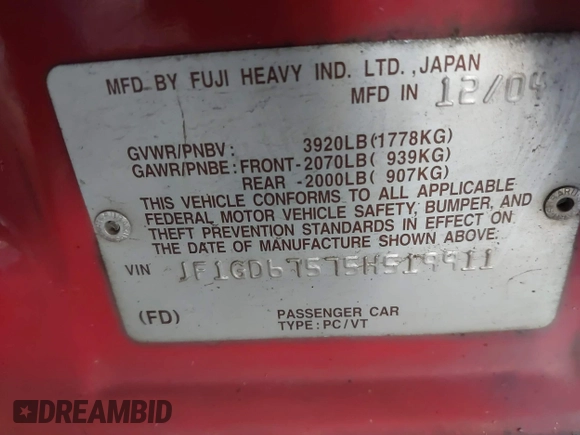 MFD BY FUJI HEAVY IND. LTD., JAPAN
MFD IN 12/04
GVWR/PNBV: 3920LB(1778KG)
GAWR/PNBE: FRONT-2070LB( 939KG)
REAR -2000LB( 907KG)
THIS VEHICLE CONFORMS TO ALL APPLICABLE
FEDERAL MOTOR VEHICLE SAFETY, BUMPER, AND
THEFT PREVENTION STANDARDS IN EFFECT ON
THE DATE OF MANUFACTURE SHOWN ABOVE.
VIN JF1GD67575H519911
(FD) PASSENGER CAR
TYPE: PC/VT
DREAMBID